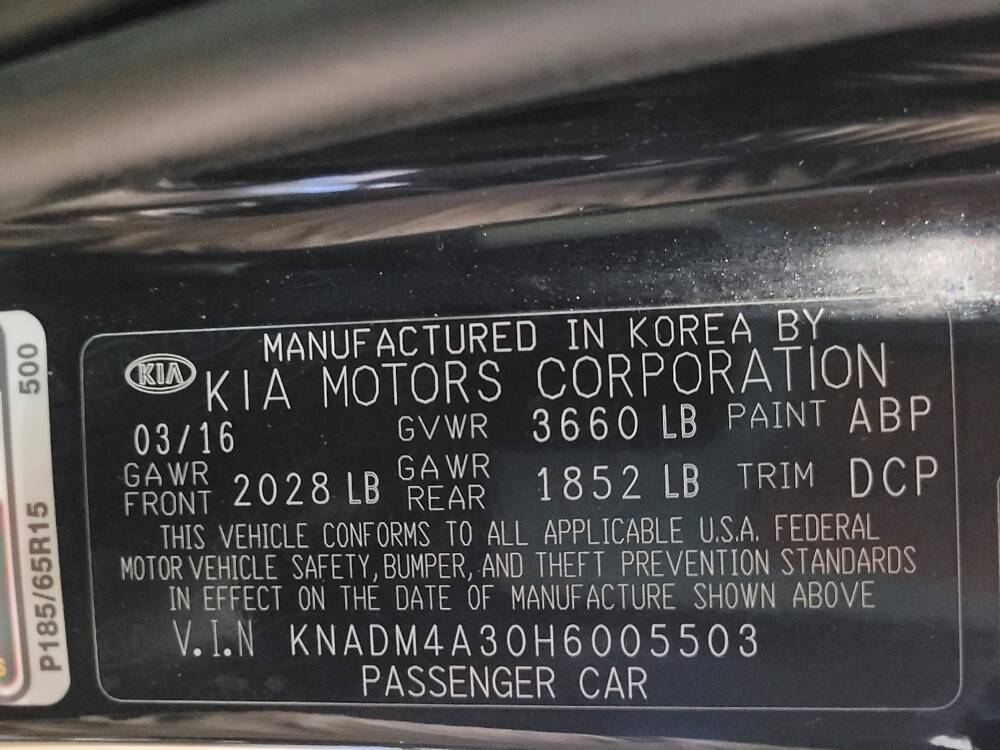 MANUFACTURED IN KOREA BY
KIA KIA MOTORS CORPORATION
03/16 GVWR 3660 LB PAINT ABP
GAWR FRONT 2028 LB GAWR REAR 1852 LB TRIM DCP
THIS VEHICLE CONFORMS TO ALL APPLICABLE U.S.A. FEDERAL
MOTOR VEHICLE SAFETY, BUMPER, AND THEFT PREVENTION STANDARDS
IN EFFECT ON THE DATE OF MANUFACTURE SHOWN ABOVE
V.I.N KNADM4A30H6005503
PASSENGER CAR
P185/65R15 500